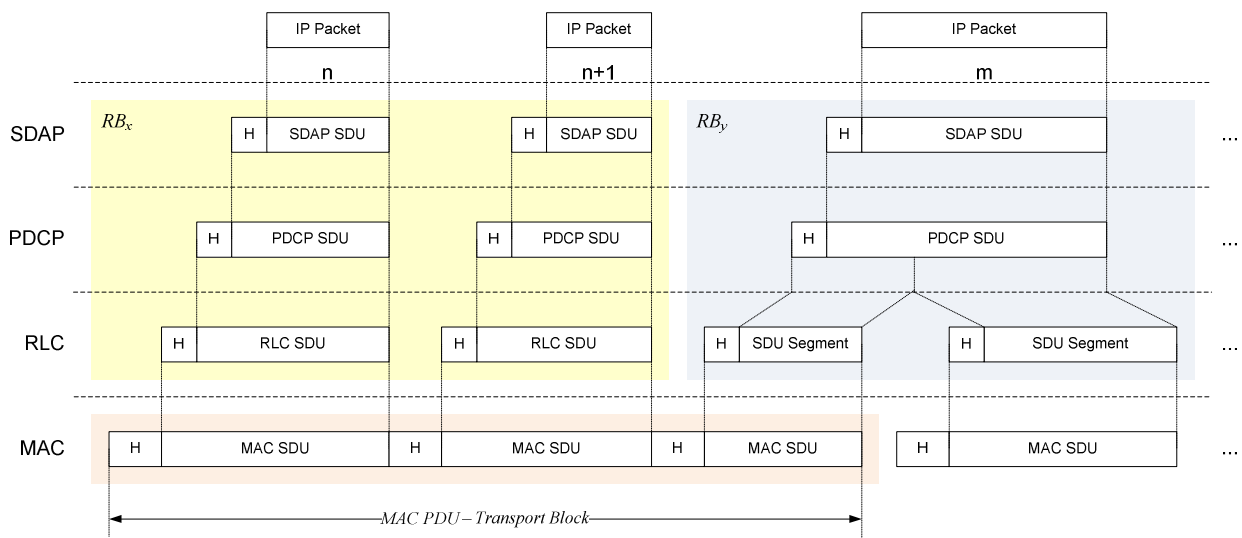 IP Packet IP Packet IP Packet
n n+1 m
RBx RBy
SDAP H SDAP SDU H SDAP SDU H SDAP SDU ...
PDCP H PDCP SDU H PDCP SDU H PDCP SDU ...
RLC H RLC SDU H RLC SDU H SDU Segment H SDU Segment ...
MAC H MAC SDU H MAC SDU H MAC SDU H MAC SDU ...
MAC PDU – Transport Block